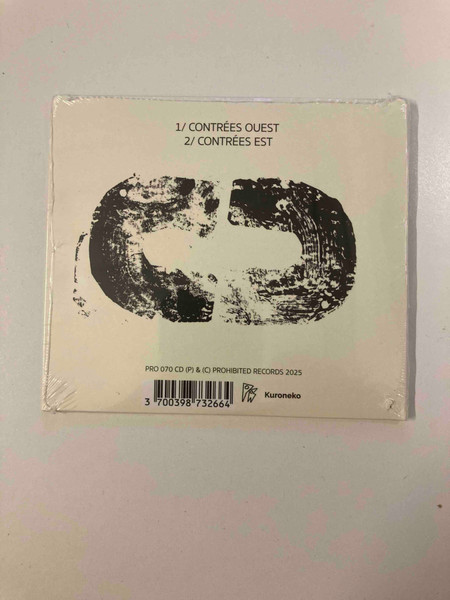 1/ CONTRÉES OUEST
2/ CONTRÉES EST
PRO 070 CD (P) & (C) PROHIBITED RECORDS 2025
3 700398 732664
Kuroneko